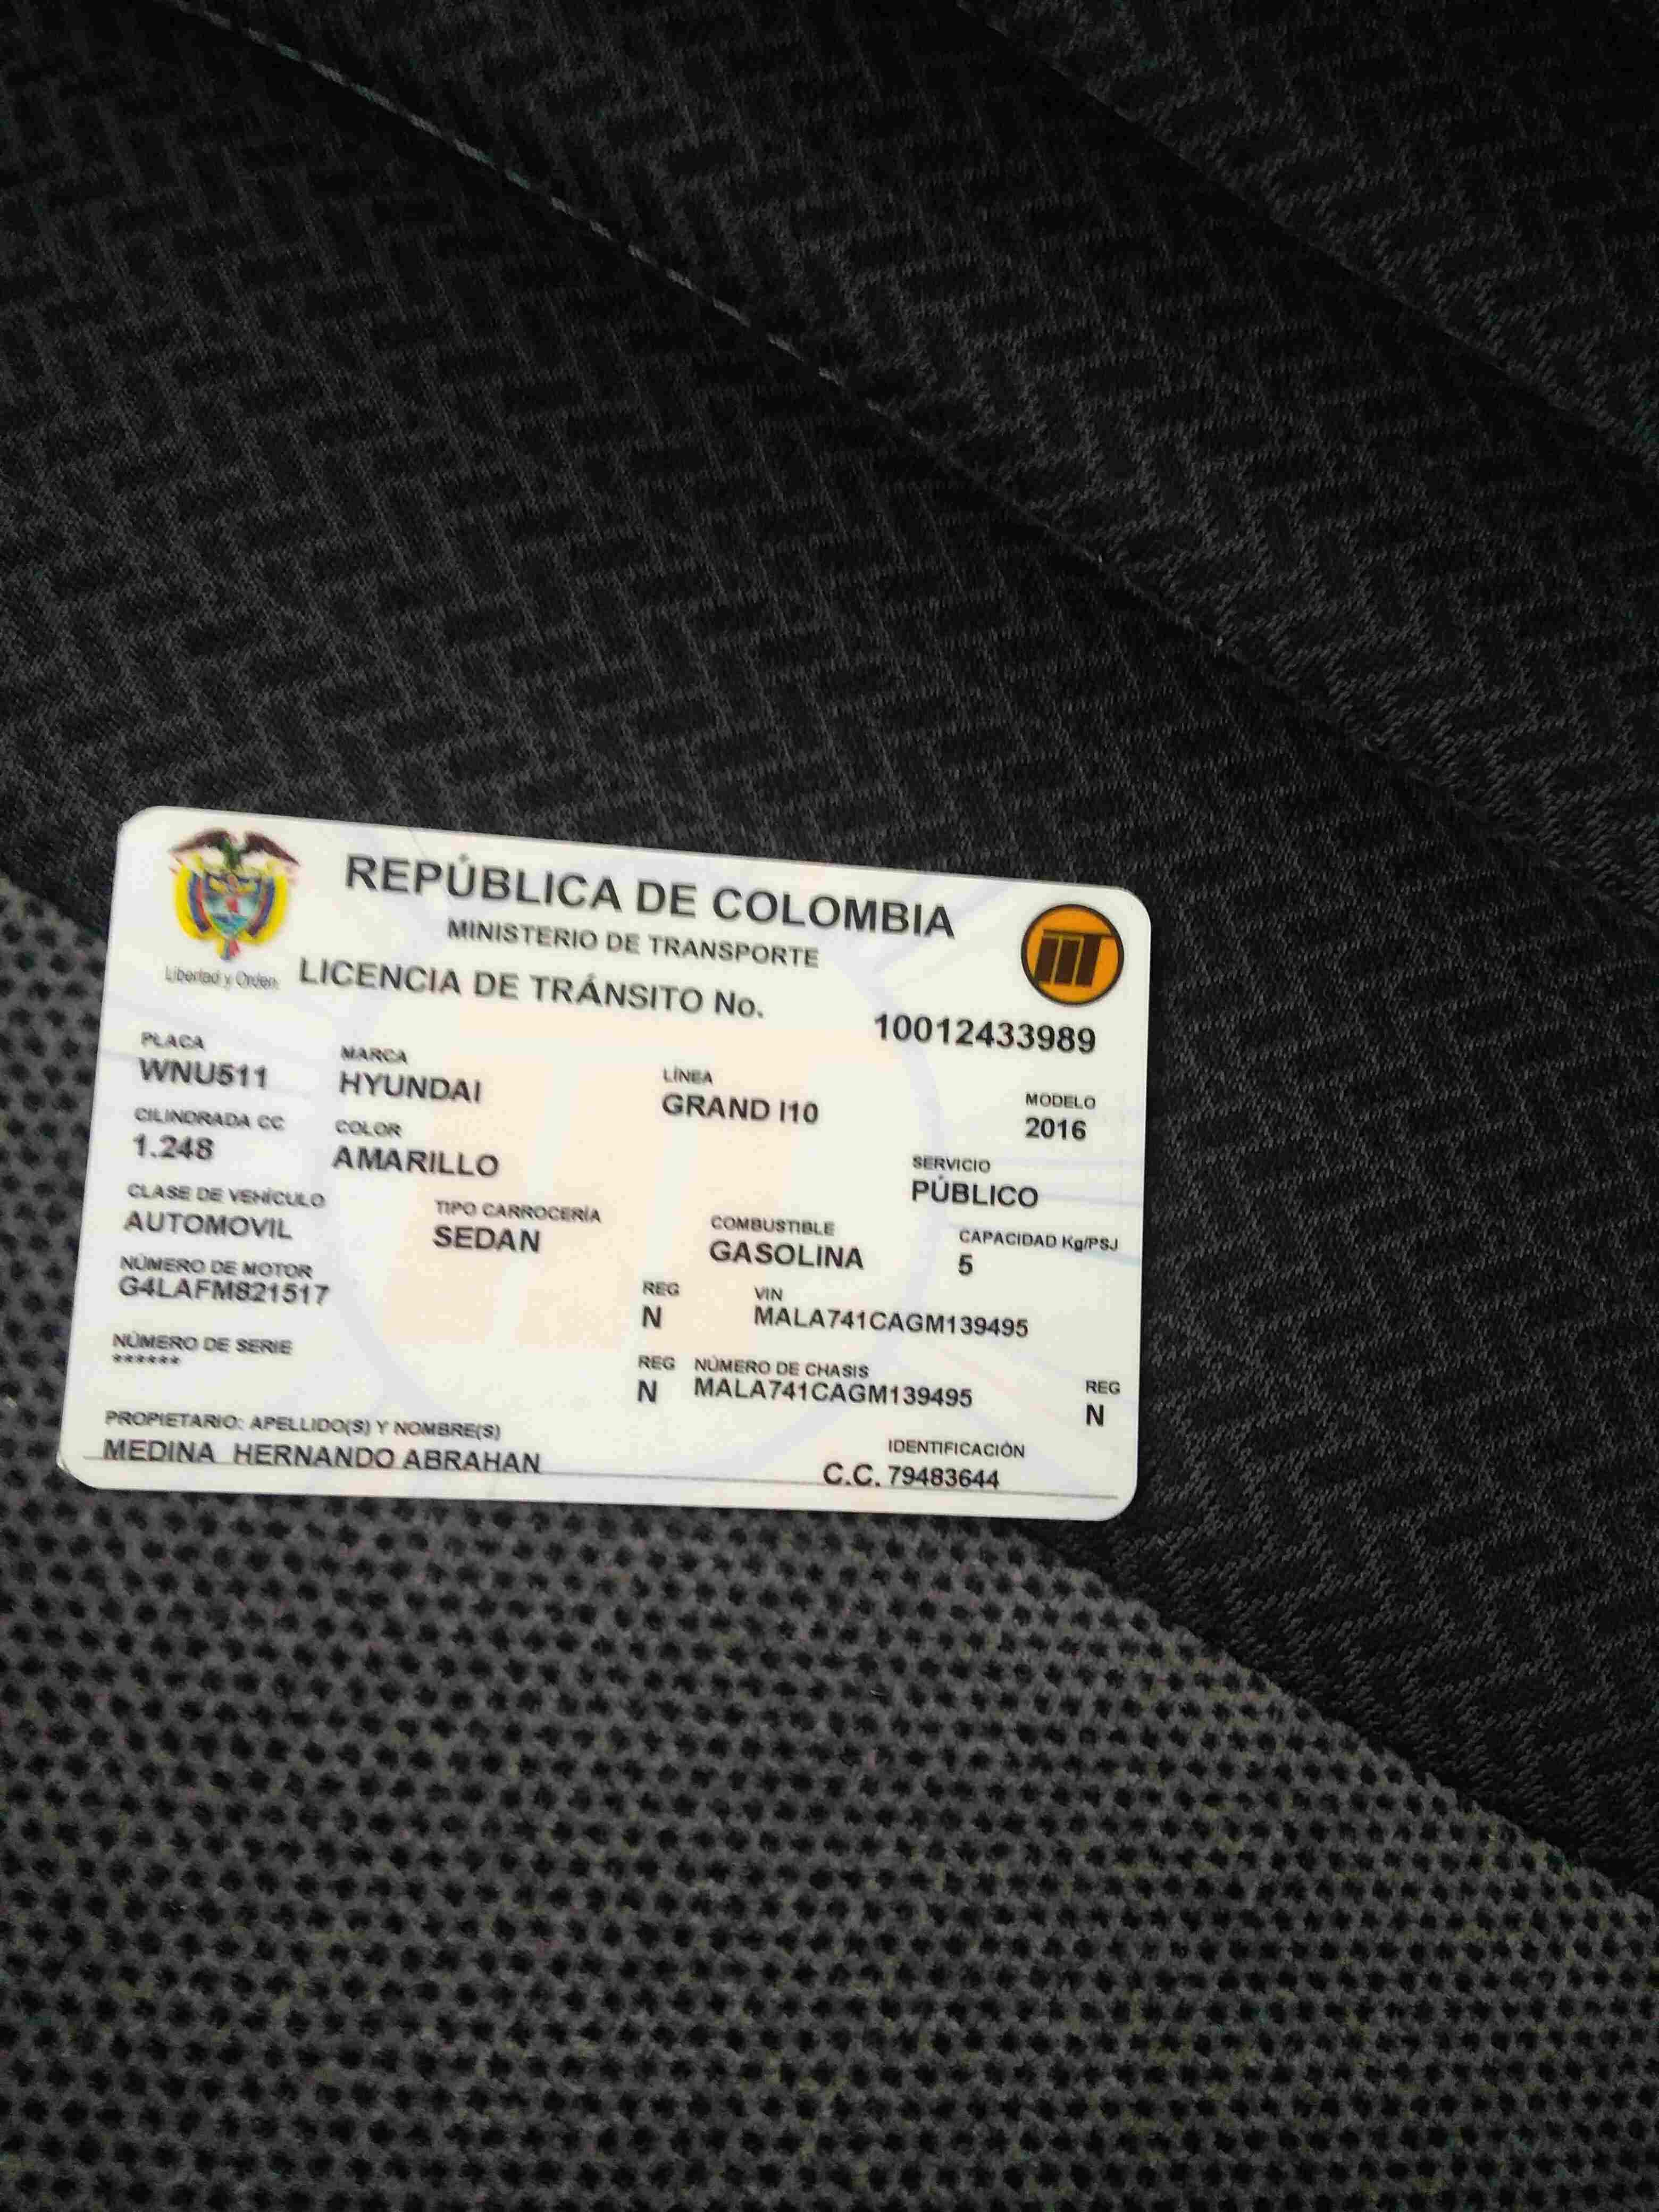 REPÚBLICA DE COLOMBIA
MINISTERIO DE TRANSPORTE
Libertad y Orden
LICENCIA DE TRÁNSITO No.
10012433989
PLACA MARCA LÍNEA MODELO
WNU511 HYUNDAI GRAND I10 2016
CILINDRADA CC COLOR SERVICIO
1.248 AMARILLO PÚBLICO
CLASE DE VEHÍCULO TIPO CARROCERÍA COMBUSTIBLE CAPACIDAD Kg/PSJ
AUTOMOVIL SEDAN GASOLINA 5
NÚMERO DE MOTOR REG VIN
G4LAFM821517 N MALA741CAGM139495
NÚMERO DE SERIE REG NÚMERO DE CHASIS REG
****** N MALA741CAGM139495 N
PROPIETARIO: APELLIDO(S) Y NOMBRE(S) IDENTIFICACIÓN
MEDINA HERNANDO ABRAHAN C.C. 79483644